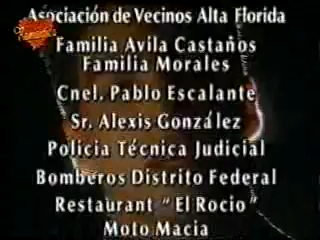 Asociación de Vecinos Alta Florida
Familia Avila Castaños
Familia Morales
Cnel. Pablo Escalante
Sr. Alexis González
Policia Técnica Judicial
Bomberos Distrito Federal
Restaurant "El Rocio"
Moto Macia